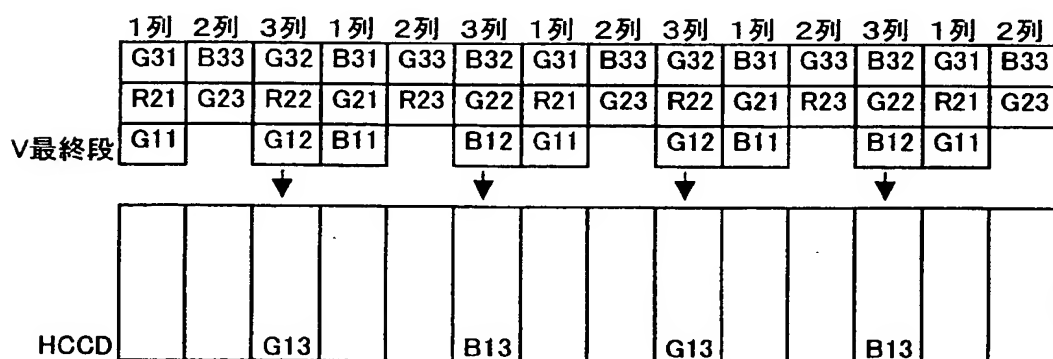 1列 2列 3列 1列 2列 3列 1列 2列 3列 1列 2列 3列 1列 2列
G31 B33 G32 B31 G33 B32 G31 B33 G32 B31 G33 B32 G31 B33
R21 G23 R22 G21 R23 G22 R21 G23 R22 G21 R23 G22 R21 G23
V最終段 G11 G12 B11 B12 G11 G12 B11 B12 G11
HCCD G13 B13 G13 B13